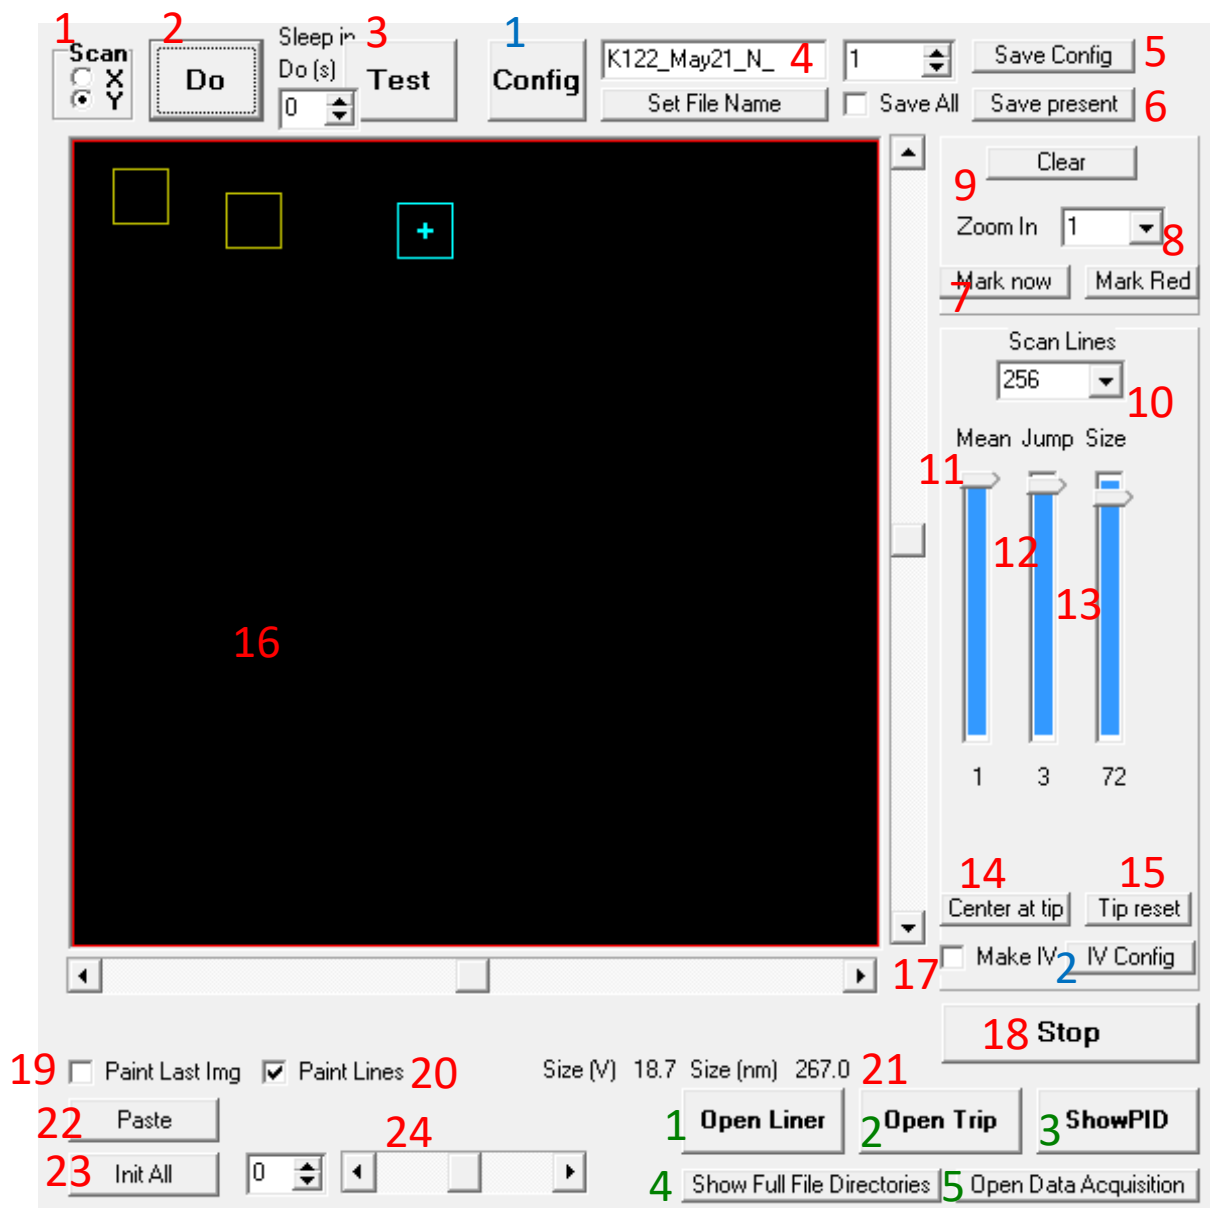 1 2 Sleep in 3 1
Scan X Y Do Do (s) 0 Test Config K122_May21_N_ 4 1 Save Config 5
Set File Name Save All Save present 6
Clear
9
Zoom In 1 8
Mark now 7 Mark Red
Scan Lines
256 10
Mean Jump Size
11
12
13
1 3 72
16
14 15
Center at tip Tip reset
17 Make IV 2 IV Config
18 Stop
19 Paint Last Img Paint Lines 20 Size (V) 18.7 Size (nm) 267.0 21
22 Paste 24 1 Open Liner 2 Open Trip 3 ShowPID
23 Init All 0 4 Show Full File Directories 5 Open Data Acquisition